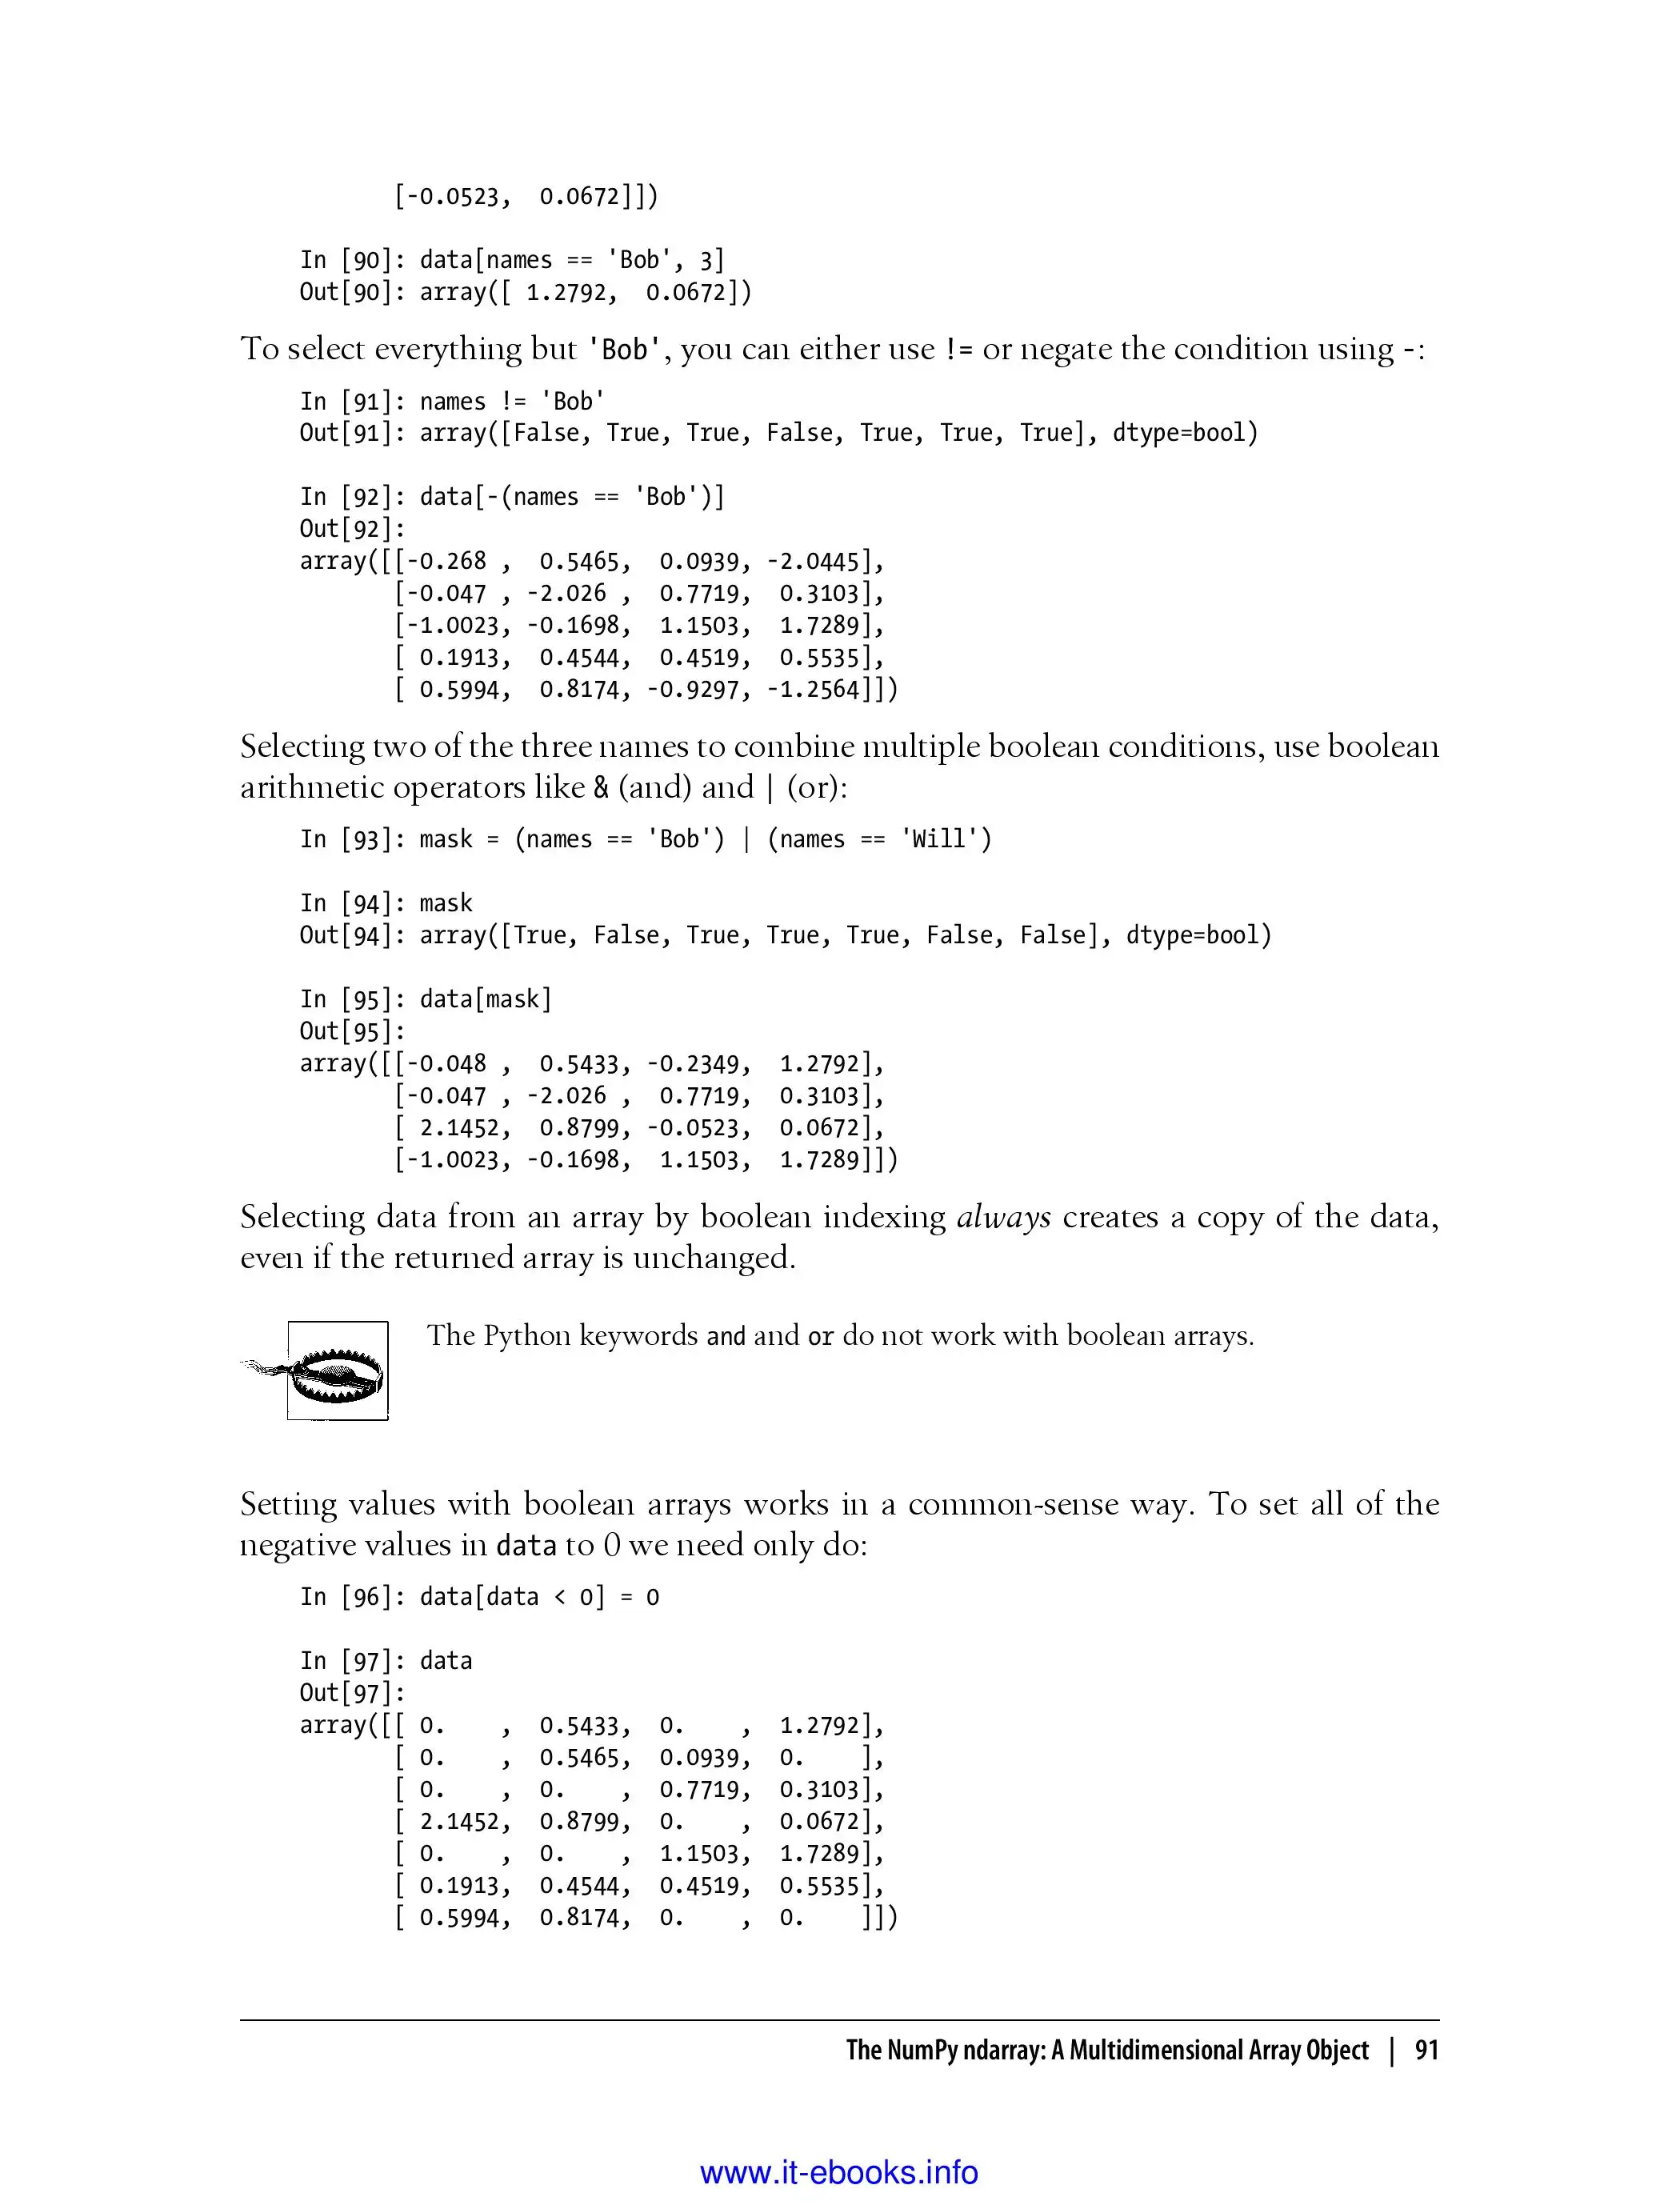 [-0.0523,  0.0672]])
In [90]: data[names == 'Bob', 3]
Out[90]: array([ 1.2792,  0.0672])
To select everything but 'Bob', you can either use != or negate the condition using -:
In [91]: names != 'Bob'
Out[91]: array([False, True, True, False, True, True, True], dtype=bool)
In [92]: data[-(names == 'Bob')]
Out[92]:
array([[-0.268 ,  0.5465,  0.0939, -2.0445],
[-0.047 , -2.026 ,  0.7719,  0.3103],
[-1.0023, -0.1698,  1.1503,  1.7289],
[ 0.1913,  0.4544,  0.4519,  0.5535],
[ 0.5994,  0.8174, -0.9297, -1.2564]])
Selecting two of the three names to combine multiple boolean conditions, use boolean
arithmetic operators like & (and) and | (or):
In [93]: mask = (names == 'Bob') | (names == 'Will')
In [94]: mask
Out[94]: array([True, False, True, True, True, False, False], dtype=bool)
In [95]: data[mask]
Out[95]:
array([[-0.048 ,  0.5433, -0.2349,  1.2792],
[-0.047 , -2.026 ,  0.7719,  0.3103],
[ 2.1452,  0.8799, -0.0523,  0.0672],
[-1.0023, -0.1698,  1.1503,  1.7289]])
Selecting data from an array by boolean indexing always creates a copy of the data,
even if the returned array is unchanged.
The Python keywords and and or do not work with boolean arrays.
Setting values with boolean arrays works in a common-sense way. To set all of the
negative values in data to 0 we need only do:
In [96]: data[data < 0] = 0
In [97]: data
Out[97]:
array([[ 0.    ,  0.5433,  0.    ,  1.2792],
[ 0.    ,  0.5465,  0.0939,  0.    ],
[ 0.    ,  0.    ,  0.7719,  0.3103],
[ 2.1452,  0.8799,  0.    ,  0.0672],
[ 0.    ,  0.    ,  1.1503,  1.7289],
[ 0.1913,  0.4544,  0.4519,  0.5535],
[ 0.5994,  0.8174,  0.    ,  0.    ]])
The NumPy ndarray: A Multidimensional Array Object | 91
www.it-ebooks.info